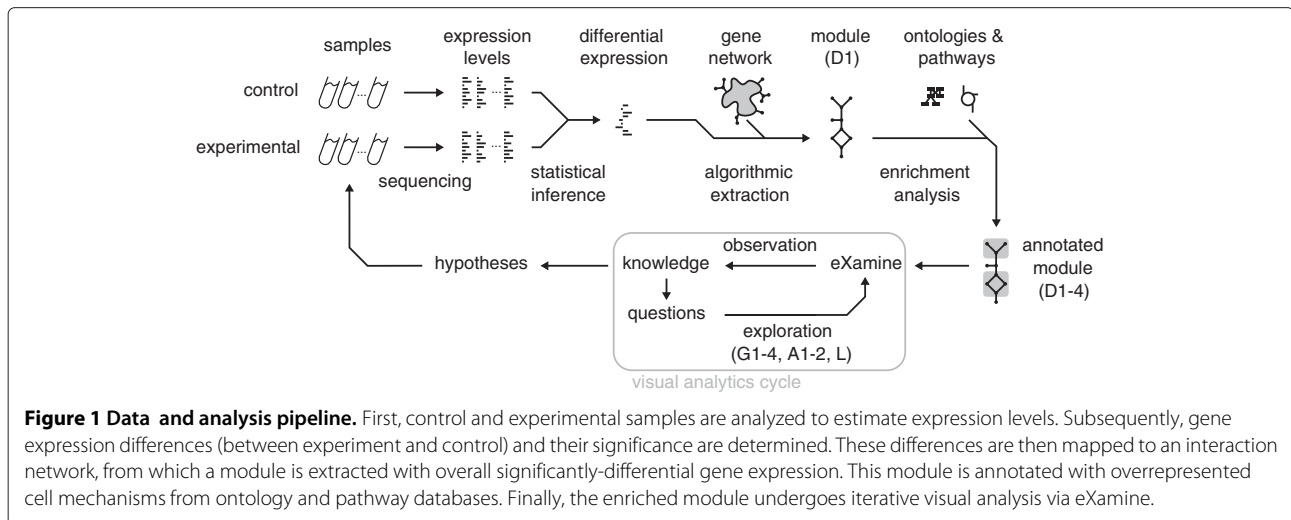 samples
expression
levels
differential
expression
gene
network
module
(D1)
ontologies &
pathways
control
...
...
experimental
...
...
sequencing
statistical
inference
algorithmic
extraction
enrichment
analysis
observation
hypotheses
knowledge
eXamine
annotated
module
(D1-4)
questions
exploration
(G1-4, A1-2, L)
visual analytics cycle
Figure 1 Data and analysis pipeline. First, control and experimental samples are analyzed to estimate expression levels. Subsequently, gene
expression differences (between experiment and control) and their significance are determined. These differences are then mapped to an interaction
network, from which a module is extracted with overall significantly-differential gene expression. This module is annotated with overrepresented
cell mechanisms from ontology and pathway databases. Finally, the enriched module undergoes iterative visual analysis via eXamine.